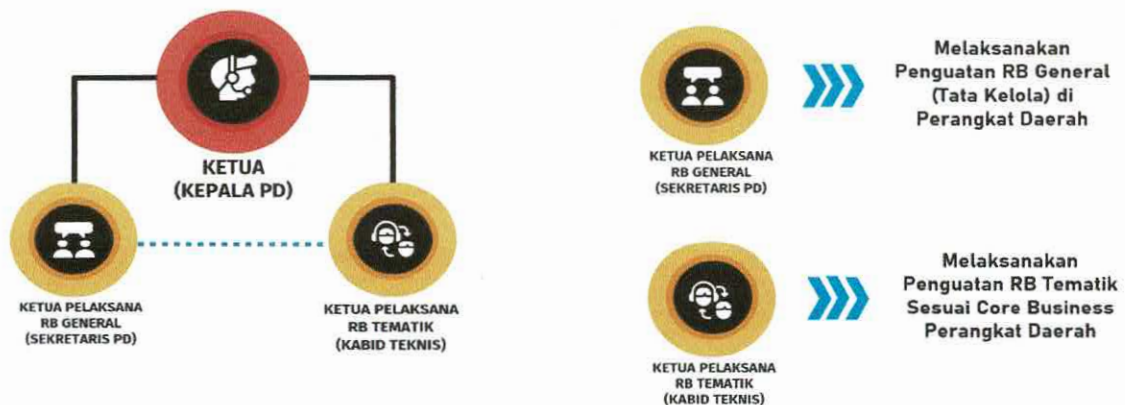 KETUA
(KEPALA PD)
KETUA PELAKSANA
RB GENERAL
(SEKRETARIS PD)
KETUA PELAKSANA
RB TEMATIK
(KABID TEKNIS)
KETUA PELAKSANA
RB GENERAL
(SEKRETARIS PD)
Melaksanakan
Penguatan RB General
(Tata Kelola) di
Perangkat Daerah
KETUA PELAKSANA
RB TEMATIK
(KABID TEKNIS)
Melaksanakan
Penguatan RB Tematik
Sesuai Core Business
Perangkat Daerah